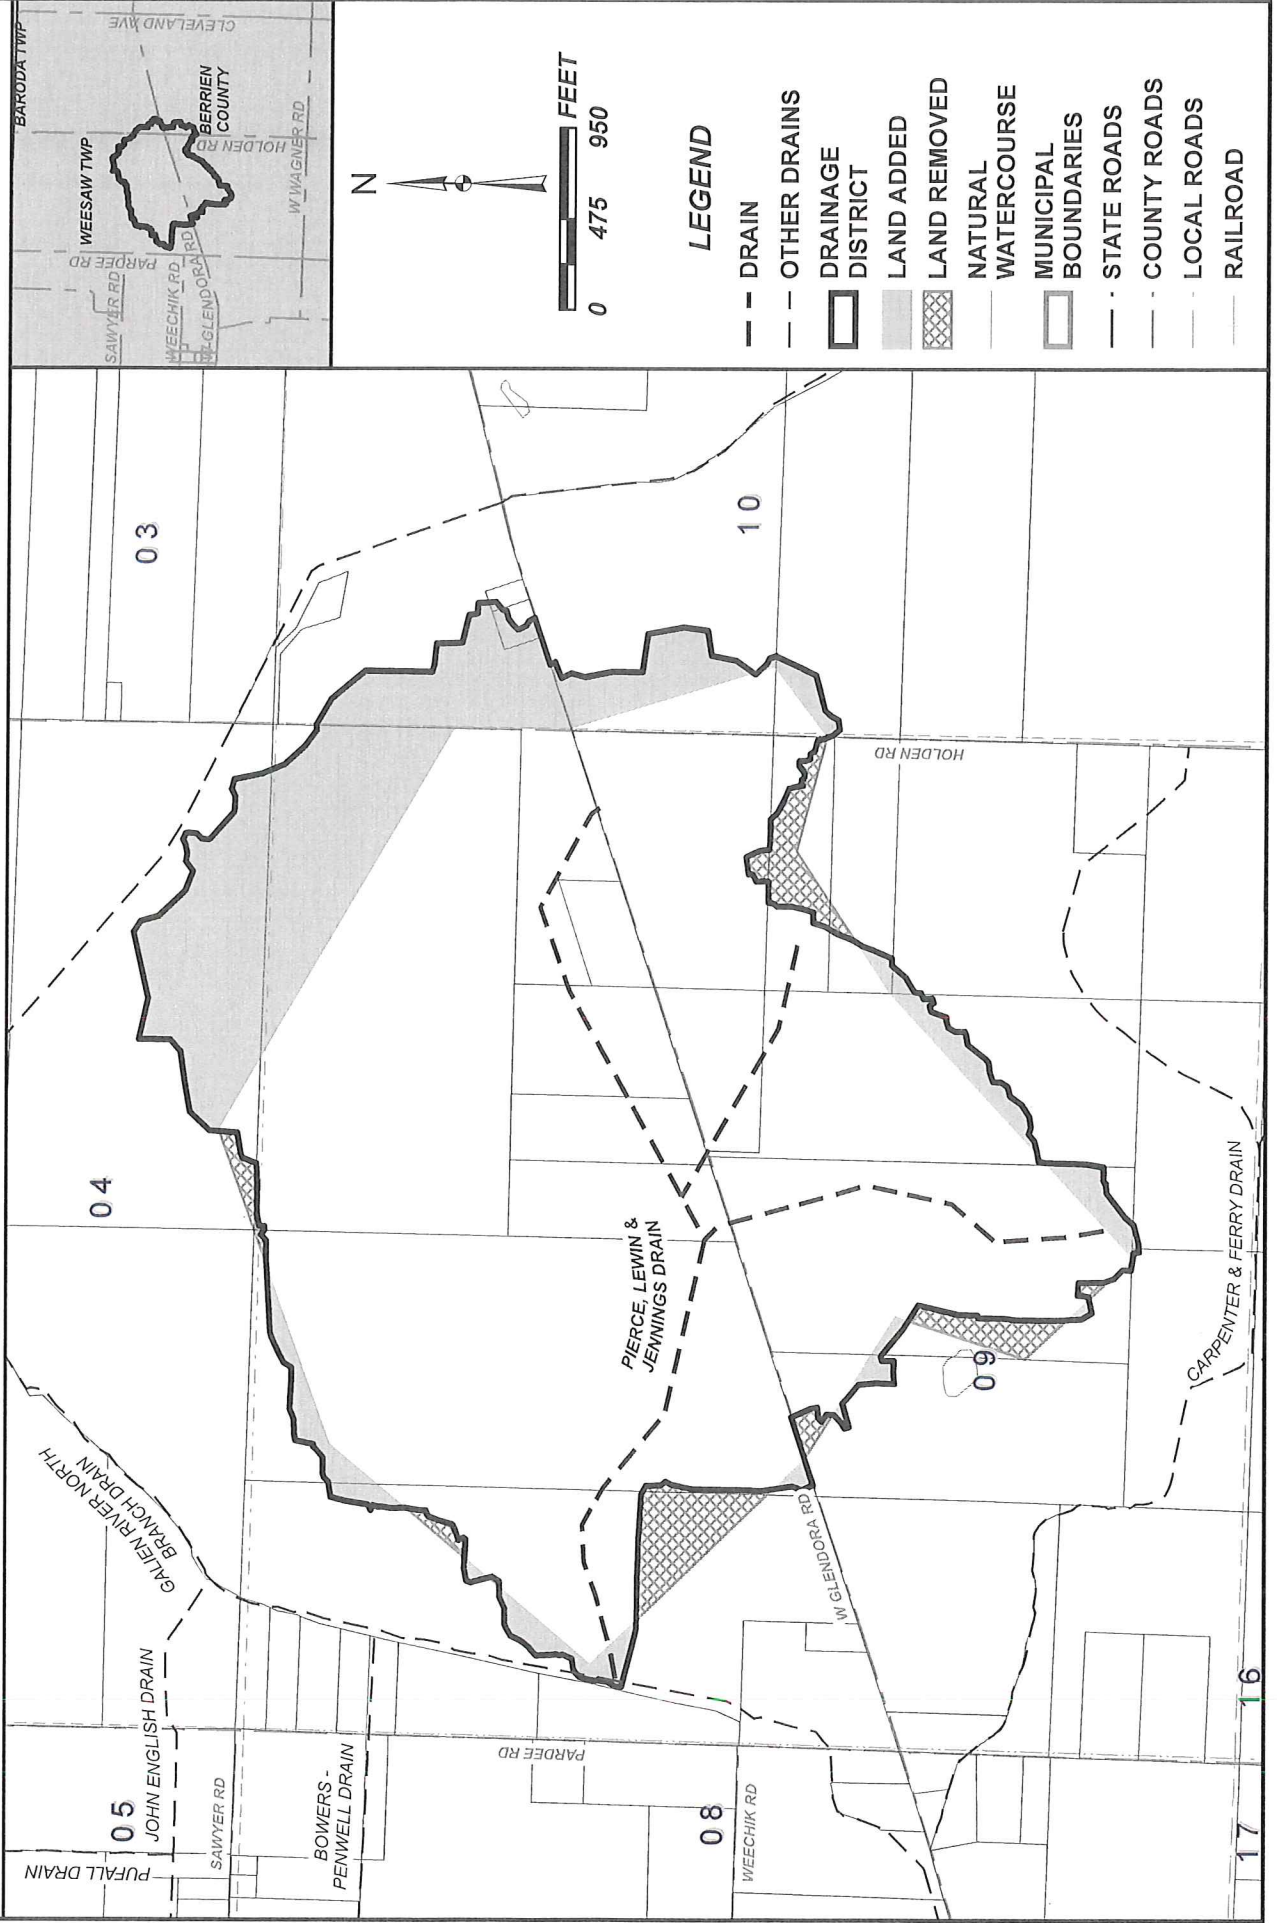 BARODA TWP
WEESAW TWP
BERRIEN
COUNTY
CLEVELAND AVE
HOLDEN RD
W WAGNER RD
PARDEE RD
SAWYER RD
WEECHIK RD
W GLENDORA RD
N
0 475 950
FEET
LEGEND
DRAIN
OTHER DRAINS
DRAINAGE
DISTRICT
LAND ADDED
LAND REMOVED
NATURAL
WATERCOURSE
MUNICIPAL
BOUNDARIES
STATE ROADS
COUNTY ROADS
LOCAL ROADS
RAILROAD
05
04
03
PUFALL DRAIN
JOHN ENGLISH DRAIN
GALIEN RIVER NORTH
BRANCH DRAIN
SAWYER RD
BOWERS -
PENWELL DRAIN
PARDEE RD
PIERCE, LEWIN &
JENNINGS DRAIN
08
WEECHIK RD
W GLENDORA RD
09
10
HOLDEN RD
CARPENTER & FERRY DRAIN
17
16